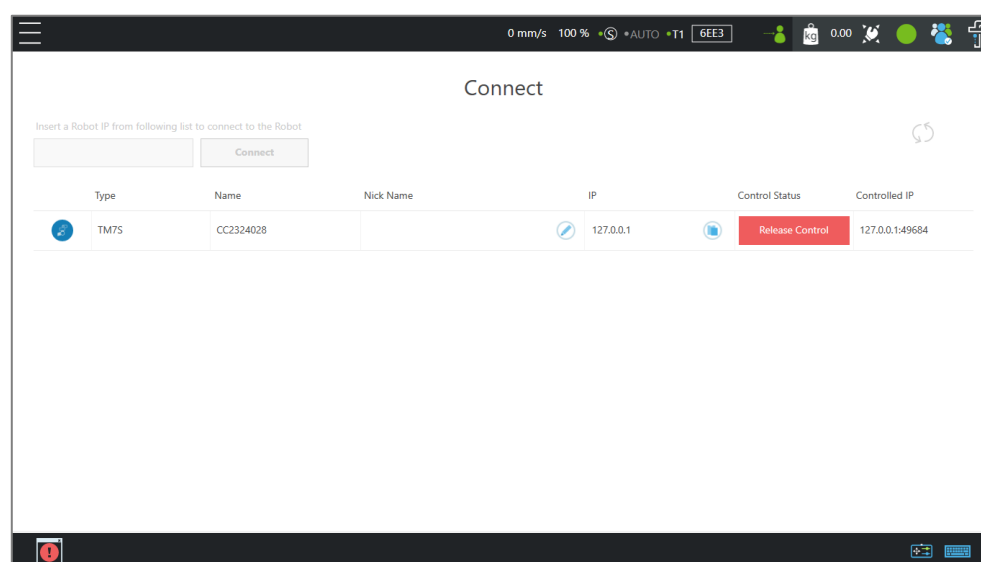 0 mm/s 100 % S AUTO T1 6EE3 kg 0.00
Connect
Insert a Robot IP from following list to connect to the Robot
Connect
Type Name Nick Name IP Control Status Controlled IP
TM7S CC2324028 127.0.0.1 Release Control 127.0.0.1:49684